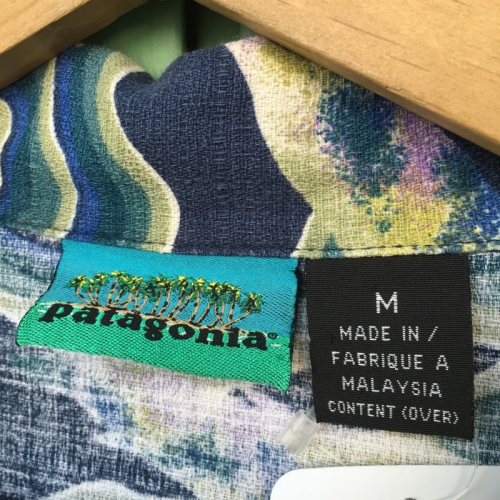 patagonia®
M
MADE IN /
FABRIQUE A
MALAYSIA
CONTENT (OVER)